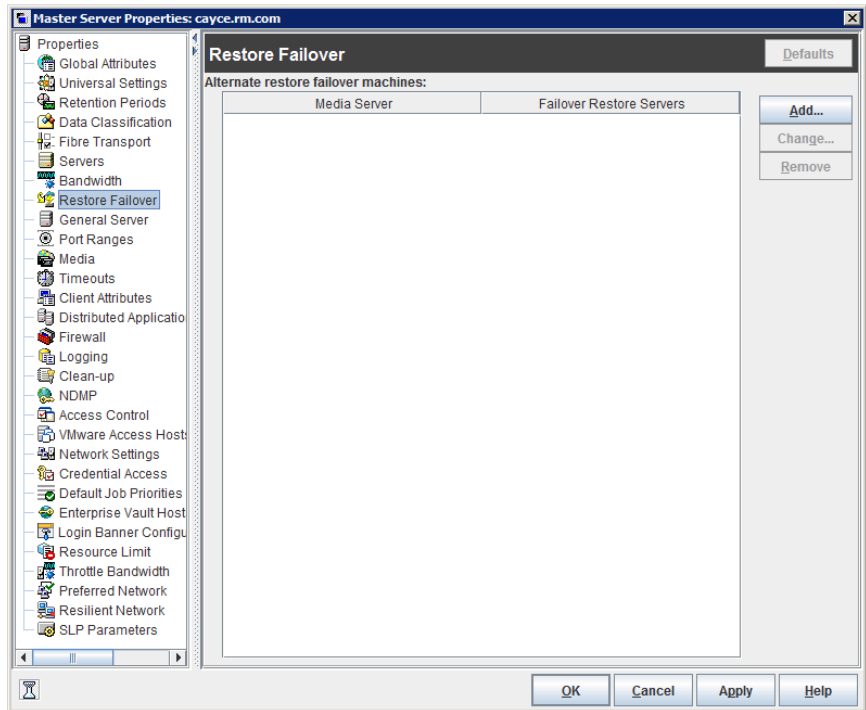 Master Server Properties: cayce.rm.com
Properties
Global Attributes
Universal Settings
Retention Periods
Data Classification
Fibre Transport
Servers
Bandwidth
Restore Failover
General Server
Port Ranges
Media
Timeouts
Client Attributes
Distributed Applicatio
Firewall
Logging
Clean-up
NDMP
Access Control
VMware Access Hosts
Network Settings
Credential Access
Default Job Priorities
Enterprise Vault Host
Login Banner Configu
Resource Limit
Throttle Bandwidth
Preferred Network
Resilient Network
SLP Parameters
Restore Failover
Defaults
Alternate restore failover machines:
Media Server
Failover Restore Servers
Add...
Change...
Remove
OK
Cancel
Apply
Help